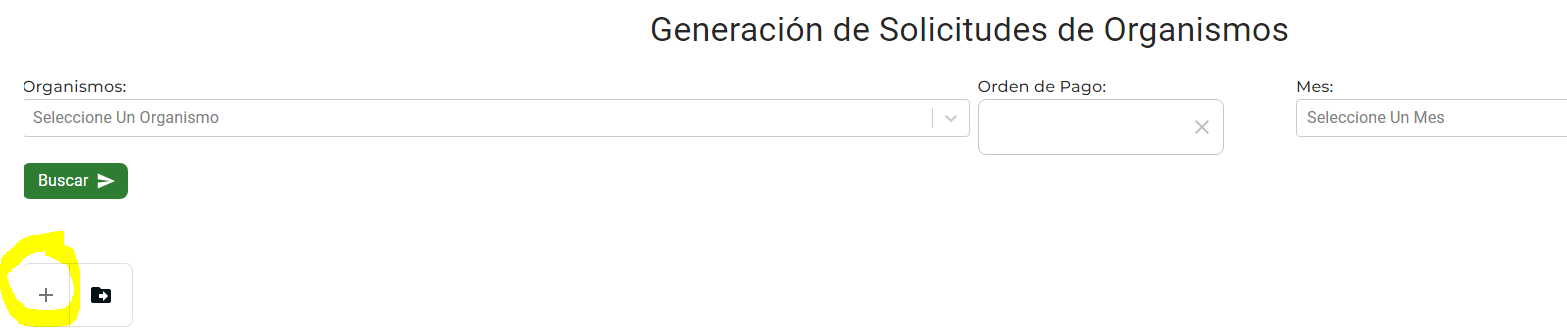 Generación de Solicitudes de Organismos
Organismos:
Seleccione Un Organismo
Orden de Pago:
Mes:
Seleccione Un Mes
Buscar